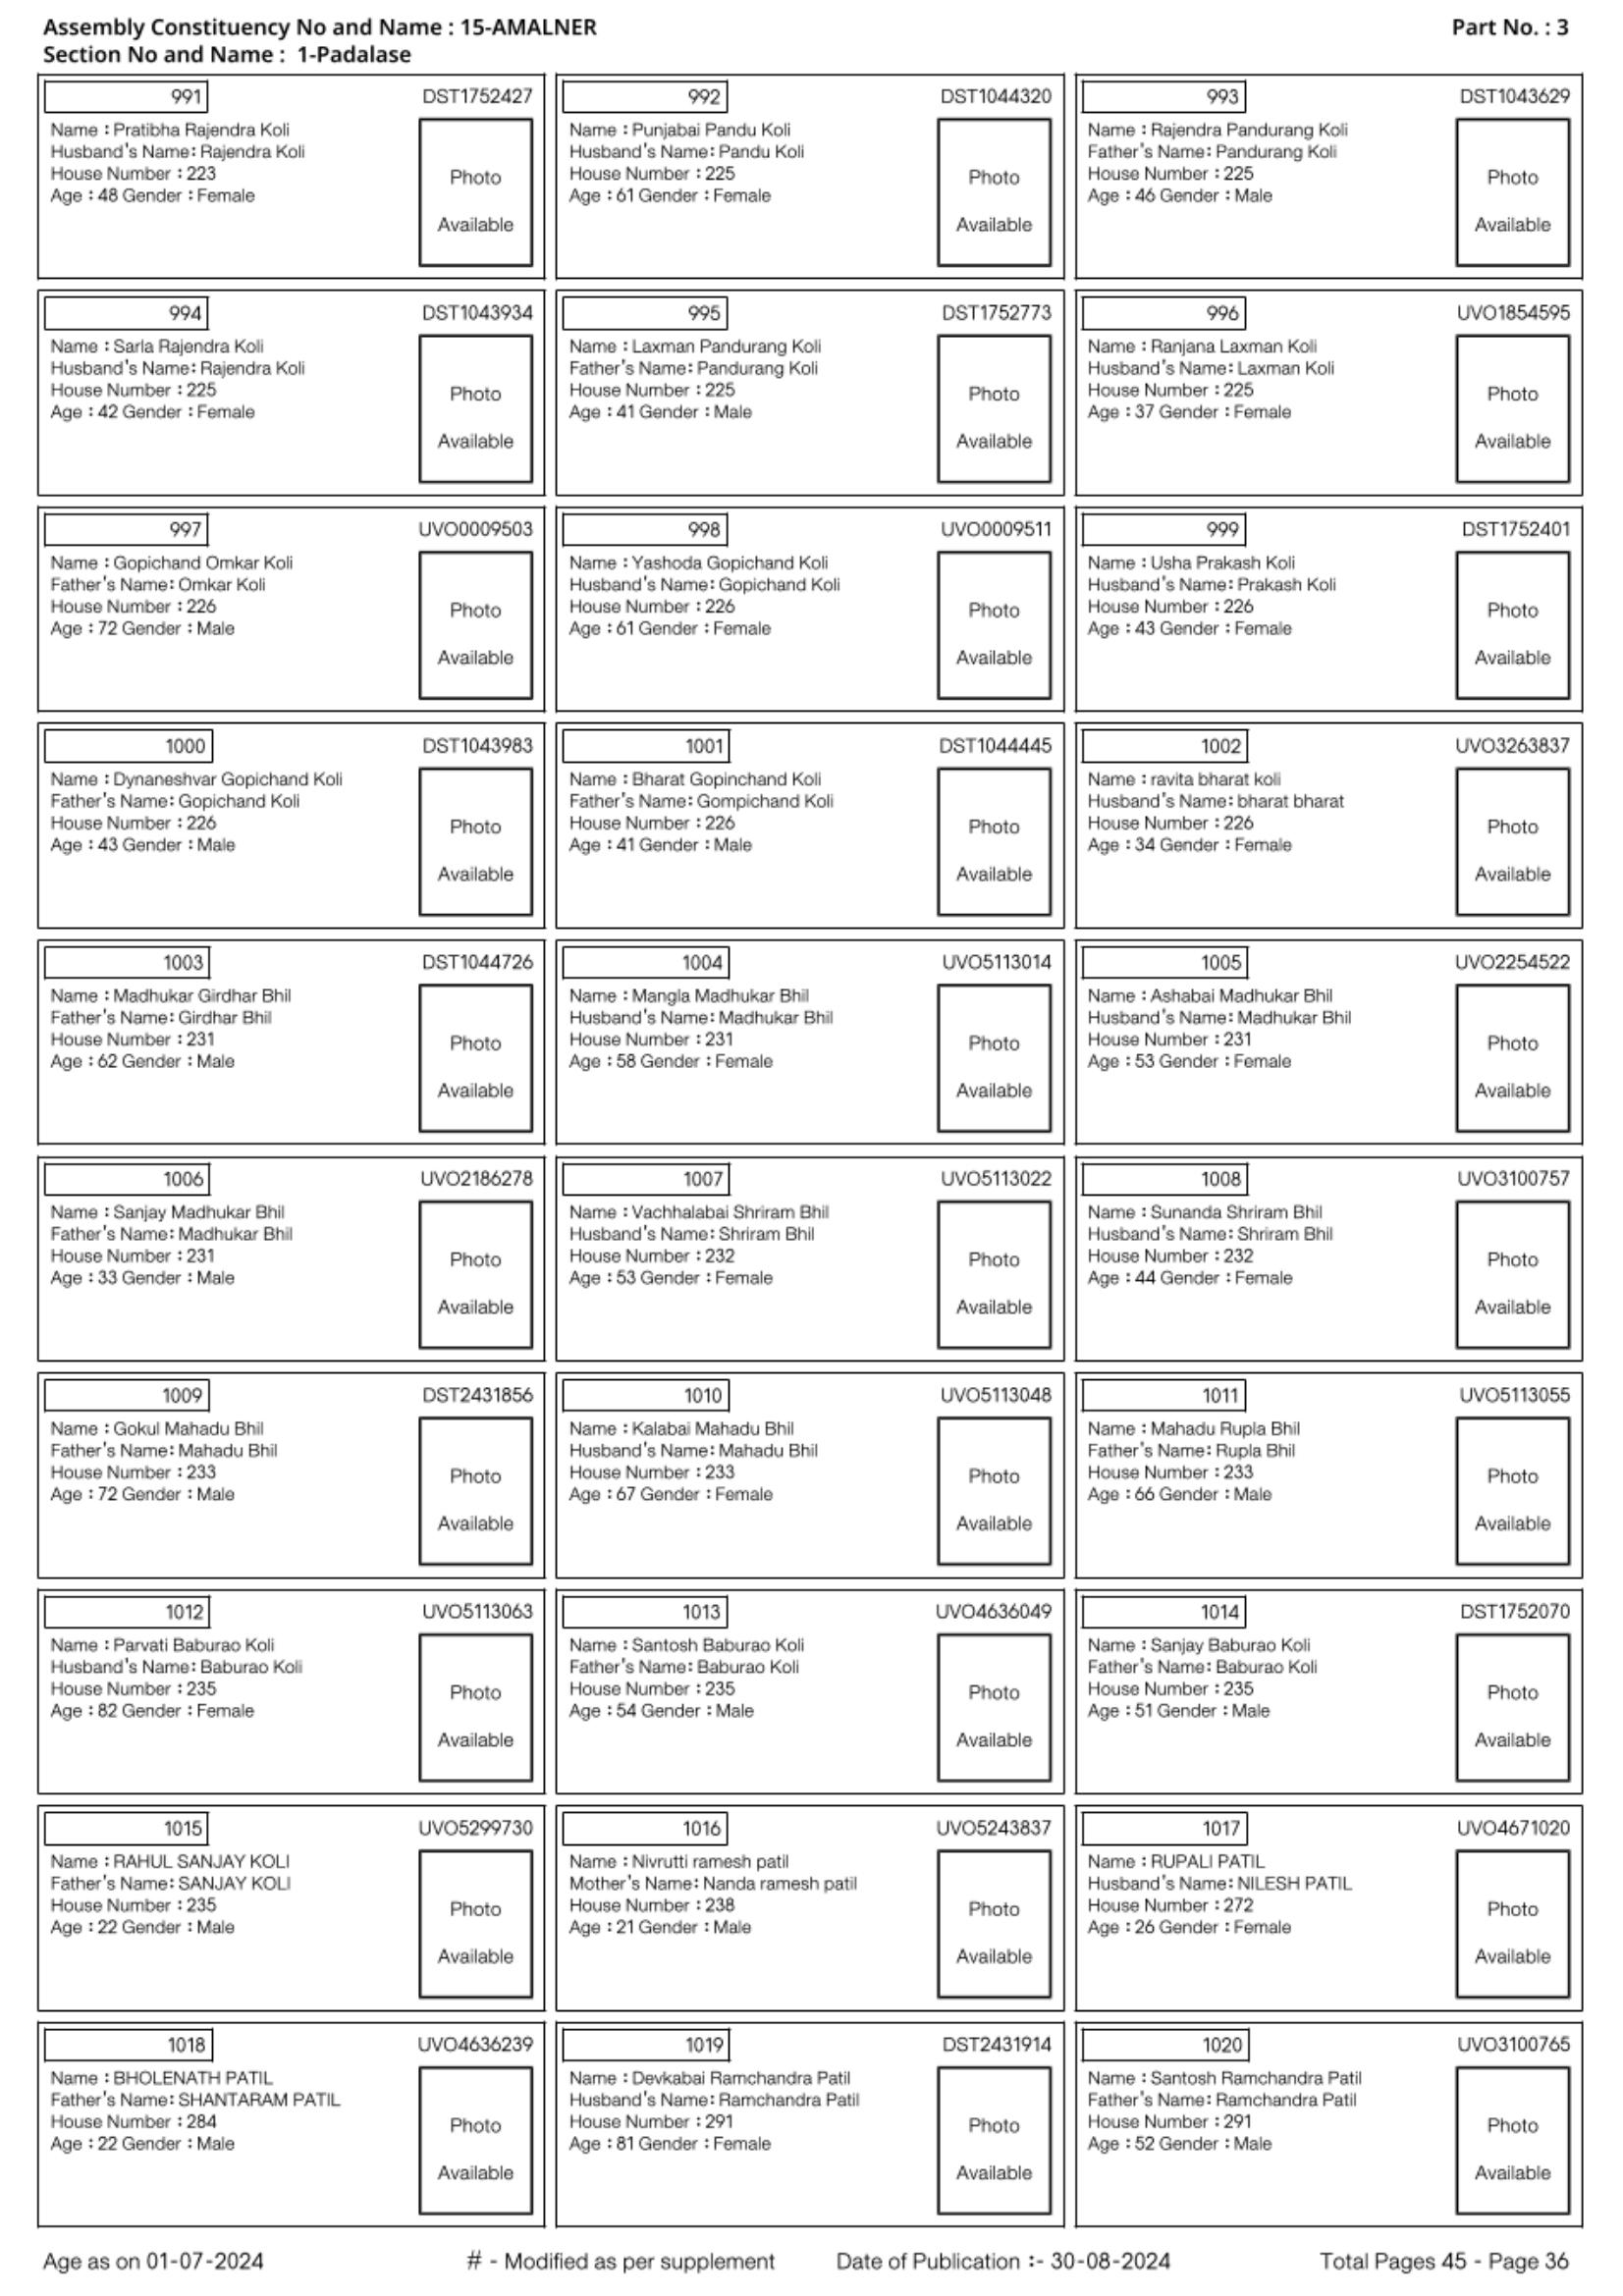 Assembly Constituency No and Name : 15-AMALNER
Part No. : 3
Section No and Name : 1-Padalase
991 DST1752427
Name : Pratibha Rajendra Koli
Husband's Name: Rajendra Koli
House Number : 223
Age : 48 Gender : Female
Photo
Available
992 DST1044320
Name : Punjabai Pandu Koli
Husband's Name: Pandu Koli
House Number : 225
Age : 61 Gender : Female
Photo
Available
993 DST1043629
Name : Rajendra Pandurang Koli
Father's Name: Pandurang Koli
House Number : 225
Age : 46 Gender : Male
Photo
Available
994 DST1043934
Name : Sarla Rajendra Koli
Husband's Name: Rajendra Koli
House Number : 225
Age : 42 Gender : Female
Photo
Available
995 DST1752773
Name : Laxman Pandurang Koli
Father's Name: Pandurang Koli
House Number : 225
Age : 41 Gender : Male
Photo
Available
996 UVO1854595
Name : Ranjana Laxman Koli
Husband's Name: Laxman Koli
House Number : 225
Age : 37 Gender : Female
Photo
Available
997 UVO0009503
Name : Gopichand Omkar Koli
Father's Name: Omkar Koli
House Number : 226
Age : 72 Gender : Male
Photo
Available
998 UVO0009511
Name : Yashoda Gopichand Koli
Husband's Name: Gopichand Koli
House Number : 226
Age : 61 Gender : Female
Photo
Available
999 DST1752401
Name : Usha Prakash Koli
Husband's Name: Prakash Koli
House Number : 226
Age : 43 Gender : Female
Photo
Available
1000 DST1043983
Name : Dynaneshvar Gopichand Koli
Father's Name: Gopichand Koli
House Number : 226
Age : 43 Gender : Male
Photo
Available
1001 DST1044445
Name : Bharat Gopinchand Koli
Father's Name: Gompichand Koli
House Number : 226
Age : 41 Gender : Male
Photo
Available
1002 UVO3263837
Name : ravita bharat koli
Husband's Name: bharat bharat
House Number : 226
Age : 34 Gender : Female
Photo
Available
1003 DST1044726
Name : Madhukar Girdhar Bhil
Father's Name: Girdhar Bhil
House Number : 231
Age : 62 Gender : Male
Photo
Available
1004 UVO5113014
Name : Mangla Madhukar Bhil
Husband's Name: Madhukar Bhil
House Number : 231
Age : 58 Gender : Female
Photo
Available
1005 UVO2254522
Name : Ashabai Madhukar Bhil
Husband's Name: Madhukar Bhil
House Number : 231
Age : 53 Gender : Female
Photo
Available
1006 UVO2186278
Name : Sanjay Madhukar Bhil
Father's Name: Madhukar Bhil
House Number : 231
Age : 33 Gender : Male
Photo
Available
1007 UVO5113022
Name : Vachhalabai Shriram Bhil
Husband's Name: Shriram Bhil
House Number : 232
Age : 53 Gender : Female
Photo
Available
1008 UVO3100757
Name : Sunanda Shriram Bhil
Husband's Name: Shriram Bhil
House Number : 232
Age : 44 Gender : Female
Photo
Available
1009 DST2431856
Name : Gokul Mahadu Bhil
Father's Name: Mahadu Bhil
House Number : 233
Age : 72 Gender : Male
Photo
Available
1010 UVO5113048
Name : Kalabai Mahadu Bhil
Husband's Name: Mahadu Bhil
House Number : 233
Age : 67 Gender : Female
Photo
Available
1011 UVO5113055
Name : Mahadu Rupla Bhil
Father's Name: Rupla Bhil
House Number : 233
Age : 66 Gender : Male
Photo
Available
1012 UVO5113063
Name : Parvati Baburao Koli
Husband's Name: Baburao Koli
House Number : 235
Age : 82 Gender : Female
Photo
Available
1013 UVO4636049
Name : Santosh Baburao Koli
Father's Name: Baburao Koli
House Number : 235
Age : 54 Gender : Male
Photo
Available
1014 DST1752070
Name : Sanjay Baburao Koli
Father's Name: Baburao Koli
House Number : 235
Age : 51 Gender : Male
Photo
Available
1015 UVO5299730
Name : RAHUL SANJAY KOLI
Father's Name: SANJAY KOLI
House Number : 235
Age : 22 Gender : Male
Photo
Available
1016 UVO5243837
Name : Nivrutti ramesh patil
Mother's Name: Nanda ramesh patil
House Number : 238
Age : 21 Gender : Male
Photo
Available
1017 UVO4671020
Name : RUPALI PATIL
Husband's Name: NILESH PATIL
House Number : 272
Age : 26 Gender : Female
Photo
Available
1018 UVO4636239
Name : BHOLENATH PATIL
Father's Name: SHANTARAM PATIL
House Number : 284
Age : 22 Gender : Male
Photo
Available
1019 DST2431914
Name : Devkabai Ramchandra Patil
Husband's Name: Ramchandra Patil
House Number : 291
Age : 81 Gender : Female
Photo
Available
1020 UVO3100765
Name : Santosh Ramchandra Patil
Father's Name: Ramchandra Patil
House Number : 291
Age : 52 Gender : Male
Photo
Available
Age as on 01-07-2024 # - Modified as per supplement Date of Publication :- 30-08-2024 Total Pages 45 - Page 36